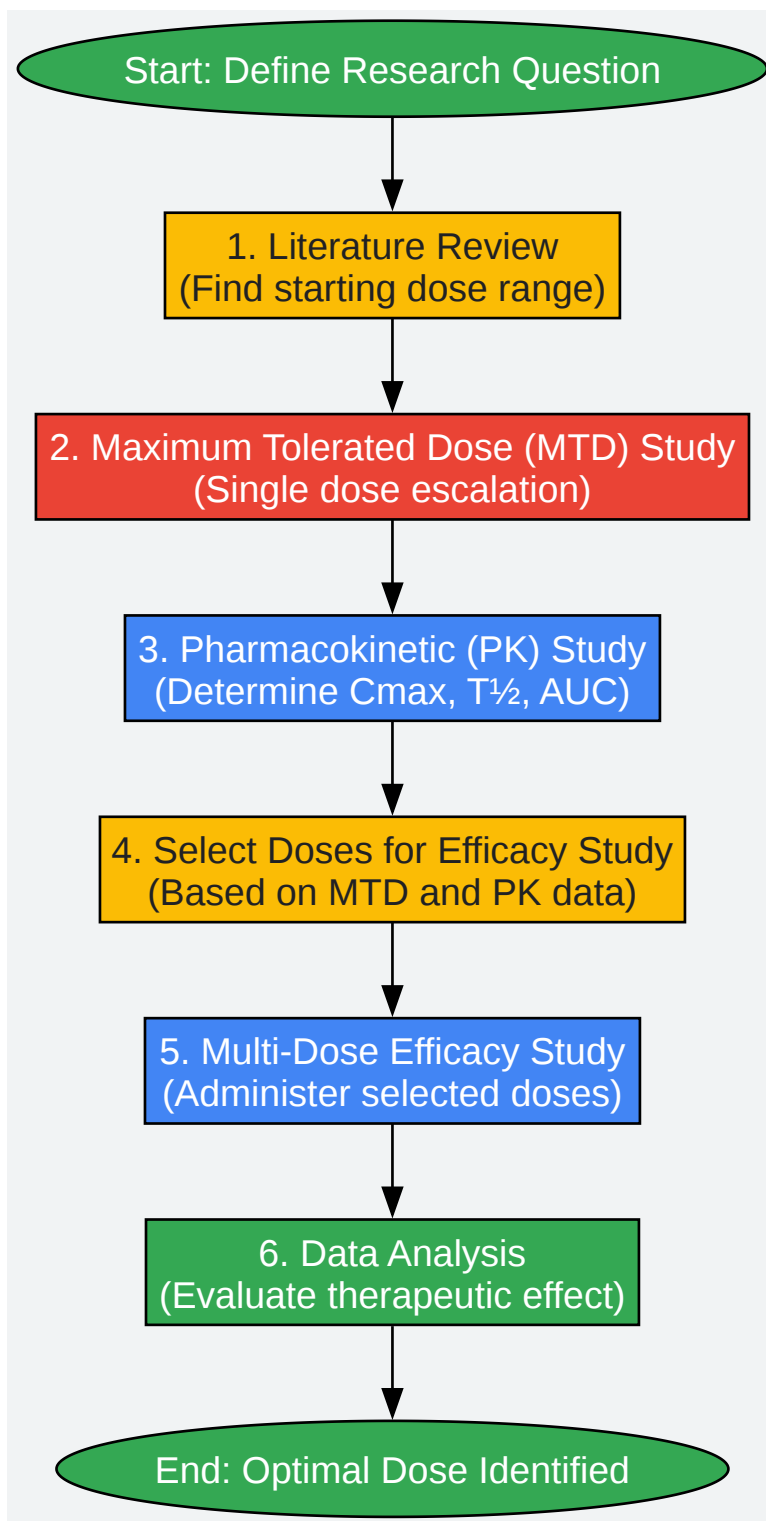 Start: Define Research Question
1. Literature Review
(Find starting dose range)
2. Maximum Tolerated Dose (MTD) Study
(Single dose escalation)
3. Pharmacokinetic (PK) Study
(Determine Cmax, T½, AUC)
4. Select Doses for Efficacy Study
(Based on MTD and PK data)
5. Multi-Dose Efficacy Study
(Administer selected doses)
6. Data Analysis
(Evaluate therapeutic effect)
End: Optimal Dose Identified